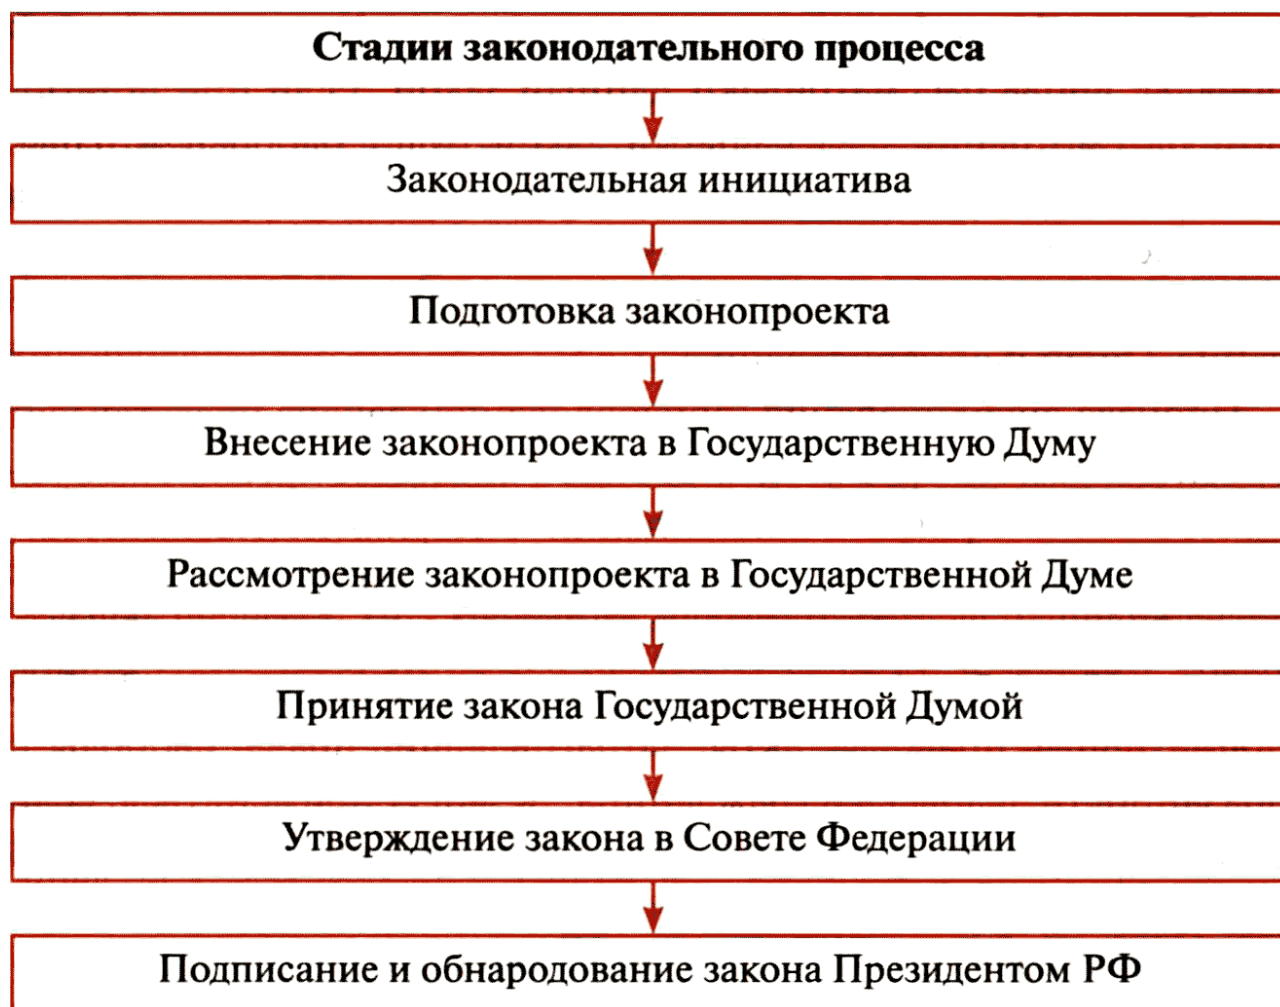 Стадии законодательного процесса
Законодательная инициатива
Подготовка законопроекта
Внесение законопроекта в Государственную Думу
Рассмотрение законопроекта в Государственной Думе
Принятие закона Государственной Думой
Утверждение закона в Совете Федерации
Подписание и обнародование закона Президентом РФ